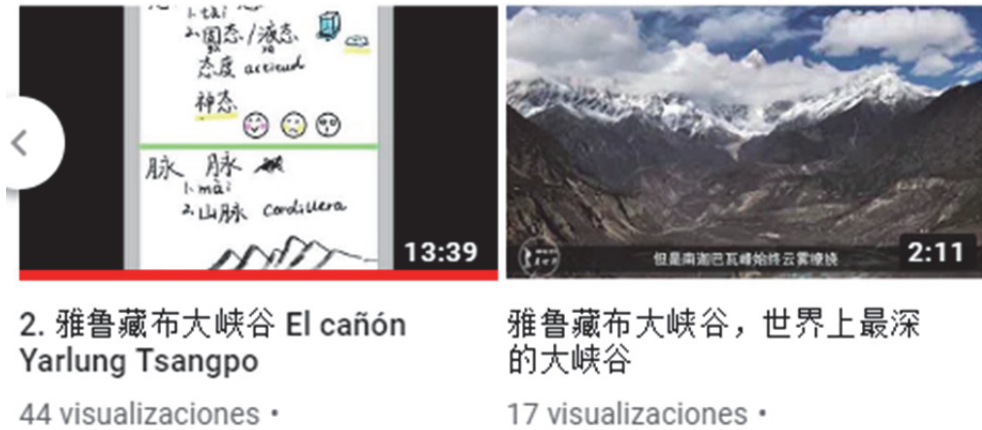 1. tài
2.固态/液态
态度 actitud
神态
脉 脉
1. mài
2. 山脉 cordillera
13:39
2. 雅鲁藏布大峡谷 El cañón
Yarlung Tsangpo
44 visualizaciones •
但是南迦巴瓦峰始终云雾缭绕
2:11
雅鲁藏布大峡谷，世界上最深
的大峡谷
17 visualizaciones •